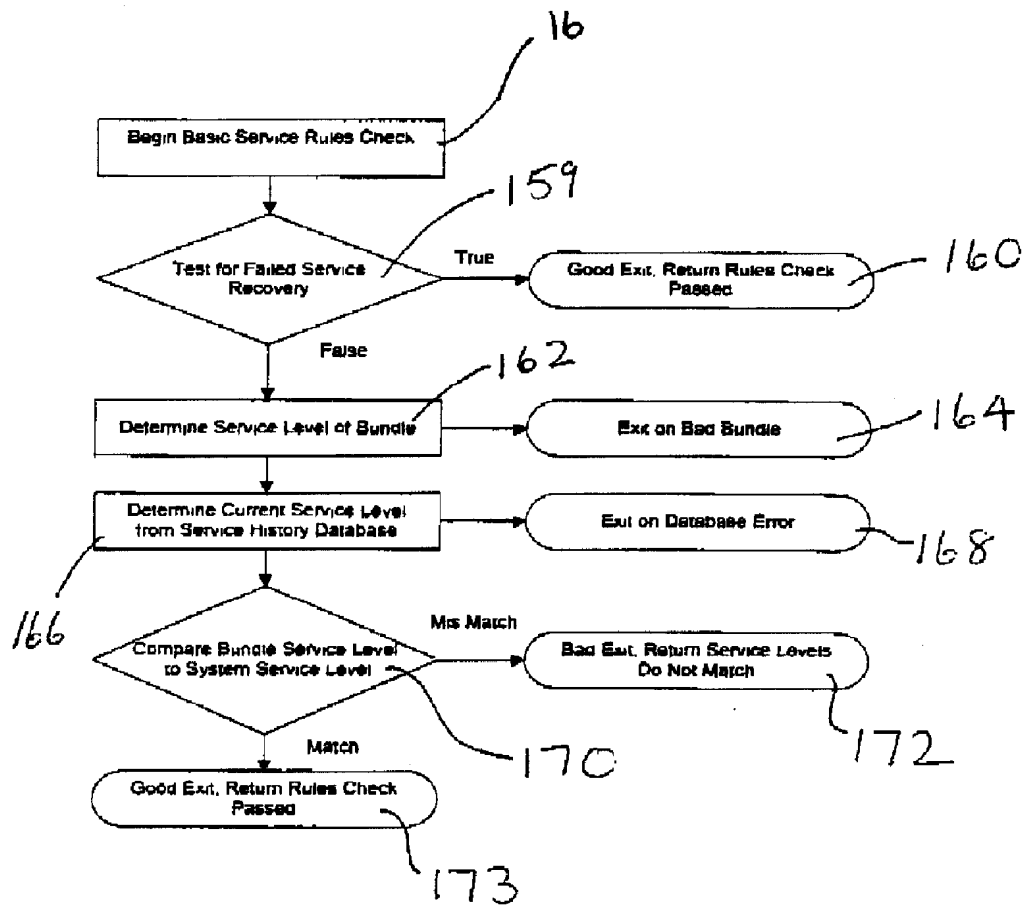 16
Begin Basic Service Rules Check
159
Test for Failed Service
Recovery
True
Good Exit, Return Rules Check
Passed
160
False
162
Determine Service Level of Bundle
Exit on Bad Bundle
164
Determine Current Service Level
from Service History Database
Exit on Database Error
168
166
Compare Bundle Service Level
to System Service Level
Mis Match
Bad Exit, Return Service Levels
Do Not Match
172
170
Match
Good Exit, Return Rules Check
Passed
173